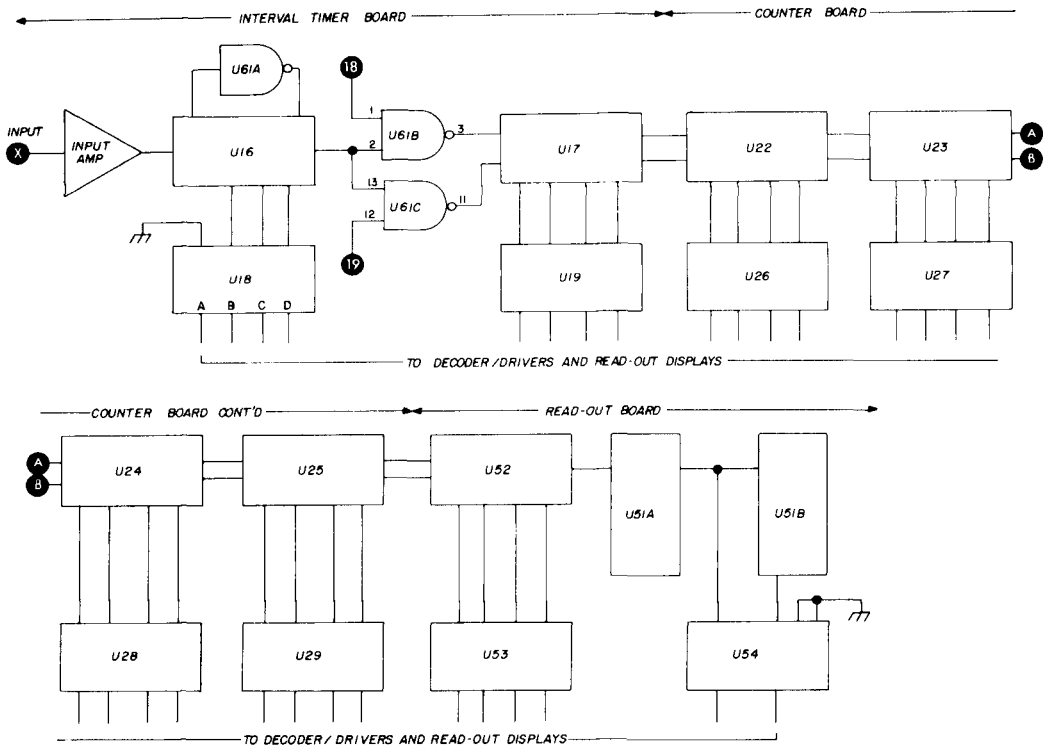 INTERVAL TIMER BOARD
COUNTER BOARD
U61A
18
INPUT
X
INPUT AMP
U16
1
2
U61B
3
U17
U22
U23
A
B
13
12
U61C
11
19
U18
A B C D
U19
U26
U27
TO DECODER/DRIVERS AND READ-OUT DISPLAYS
COUNTER BOARD CONT'D
READ-OUT BOARD
A
B
U24
U25
U52
U51A
U51B
U28
U29
U53
U54
TO DECODER/DRIVERS AND READ-OUT DISPLAYS